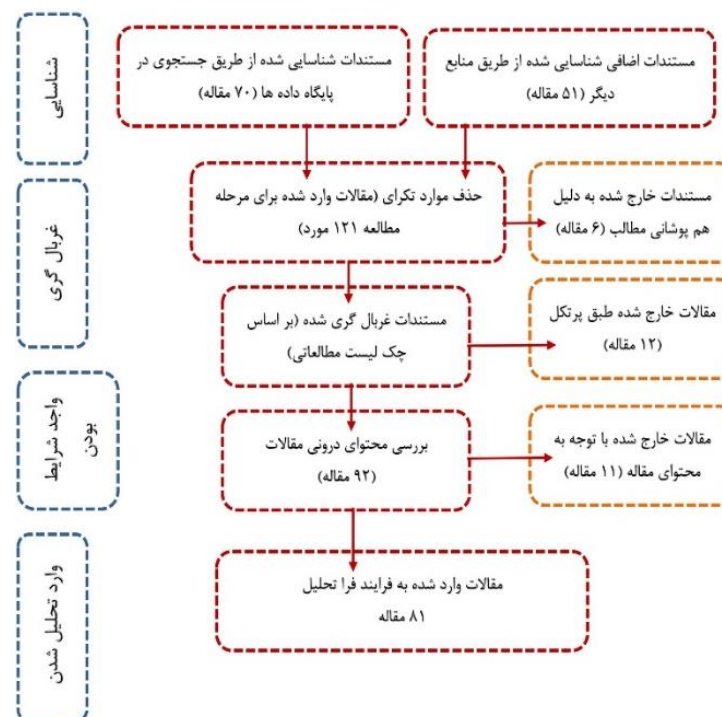 شناسایی
مستندات شناسایی شده از طریق جستجوی در
پایگاه داده ها (۷۰ مقاله)
مستندات اضافی شناسایی شده از طریق منابع
دیگر (۵۱ مقاله)
غربال گری
حذف موارد تکرای (مقالات وارد شده برای مرحله
مطالعه ۱۲۱ مورد)
مستندات خارج شده به دلیل
هم پوشانی مطالب (۶ مقاله)
مستندات غربال گری شده (بر اساس
چک لیست مطالعاتی)
مقالات خارج شده طبق پرتکل
(۱۲ مقاله)
واجد شرایط
بودن
بررسی محتوای درونی مقالات
(۹۲ مقاله)
مقالات خارج شده با توجه به
محتوای مقاله (۱۱ مقاله)
وارد تحلیل شدن
مقالات وارد شده به فرایند فرا تحلیل
۸۱ مقاله